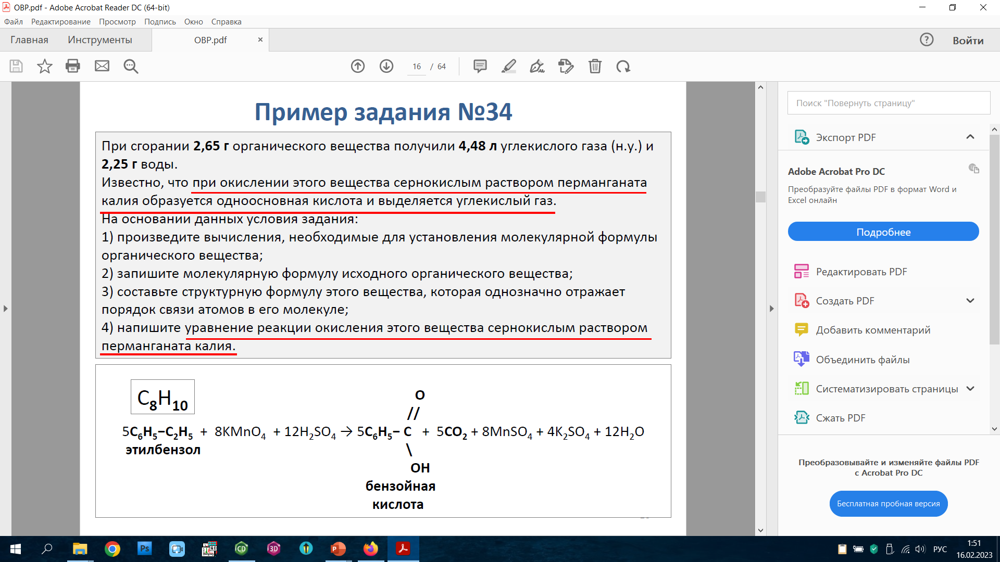 OBP.pdf - Adobe Acrobat Reader DC (64-bit)
Файл Редактирование Просмотр Подпись Окно Справка
Главная Инструменты OBP.pdf × ? Войти
16 / 64
Пример задания №34
При сгорании 2,65 г органического вещества получили 4,48 л углекислого газа (н.у.) и
2,25 г воды.
Известно, что при окислении этого вещества сернокислым раствором перманганата
калия образуется одноосновная кислота и выделяется углекислый газ.
На основании данных условия задания:
1) произведите вычисления, необходимые для установления молекулярной формулы
органического вещества;
2) запишите молекулярную формулу исходного органического вещества;
3) составьте структурную формулу этого вещества, которая однозначно отражает
порядок связи атомов в его молекуле;
4) напишите уравнение реакции окисления этого вещества сернокислым раствором
перманганата калия.
C₈H₁₀
O
//
5C₆H₅–C₂H₅ + 8KMnO₄ + 12H₂SO₄ → 5C₆H₅– C + 5CO₂ + 8MnSO₄ + 4K₂SO₄ + 12H₂O
этилбензол \
OH
бензойная
кислота
Поиск "Повернуть страницу"
Экспорт PDF
Adobe Acrobat Pro DC
Преобразуйте файлы PDF в формат Word и
Excel онлайн
Подробнее
Редактировать PDF
Создать PDF
Добавить комментарий
Объединить файлы
Систематизировать страницы
Сжать PDF
Преобразовывайте и изменяйте файлы PDF
с Acrobat Pro DC
Бесплатная пробная версия
Ps CD 3D P РУС
1:51
16.02.2023